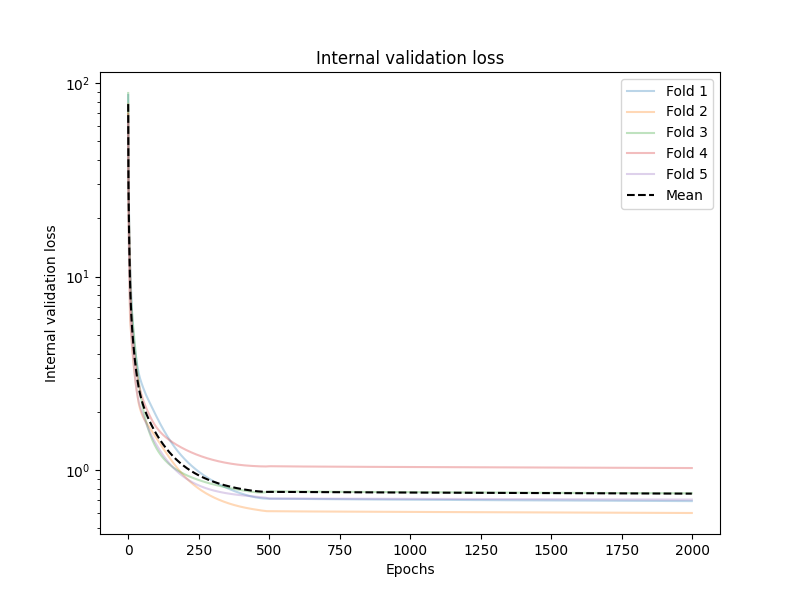 Internal validation loss
Fold 1
Fold 2
Fold 3
Fold 4
Fold 5
Mean
Internal validation loss
10²
10¹
10⁰
0 250 500 750 1000 1250 1500 1750 2000
Epochs